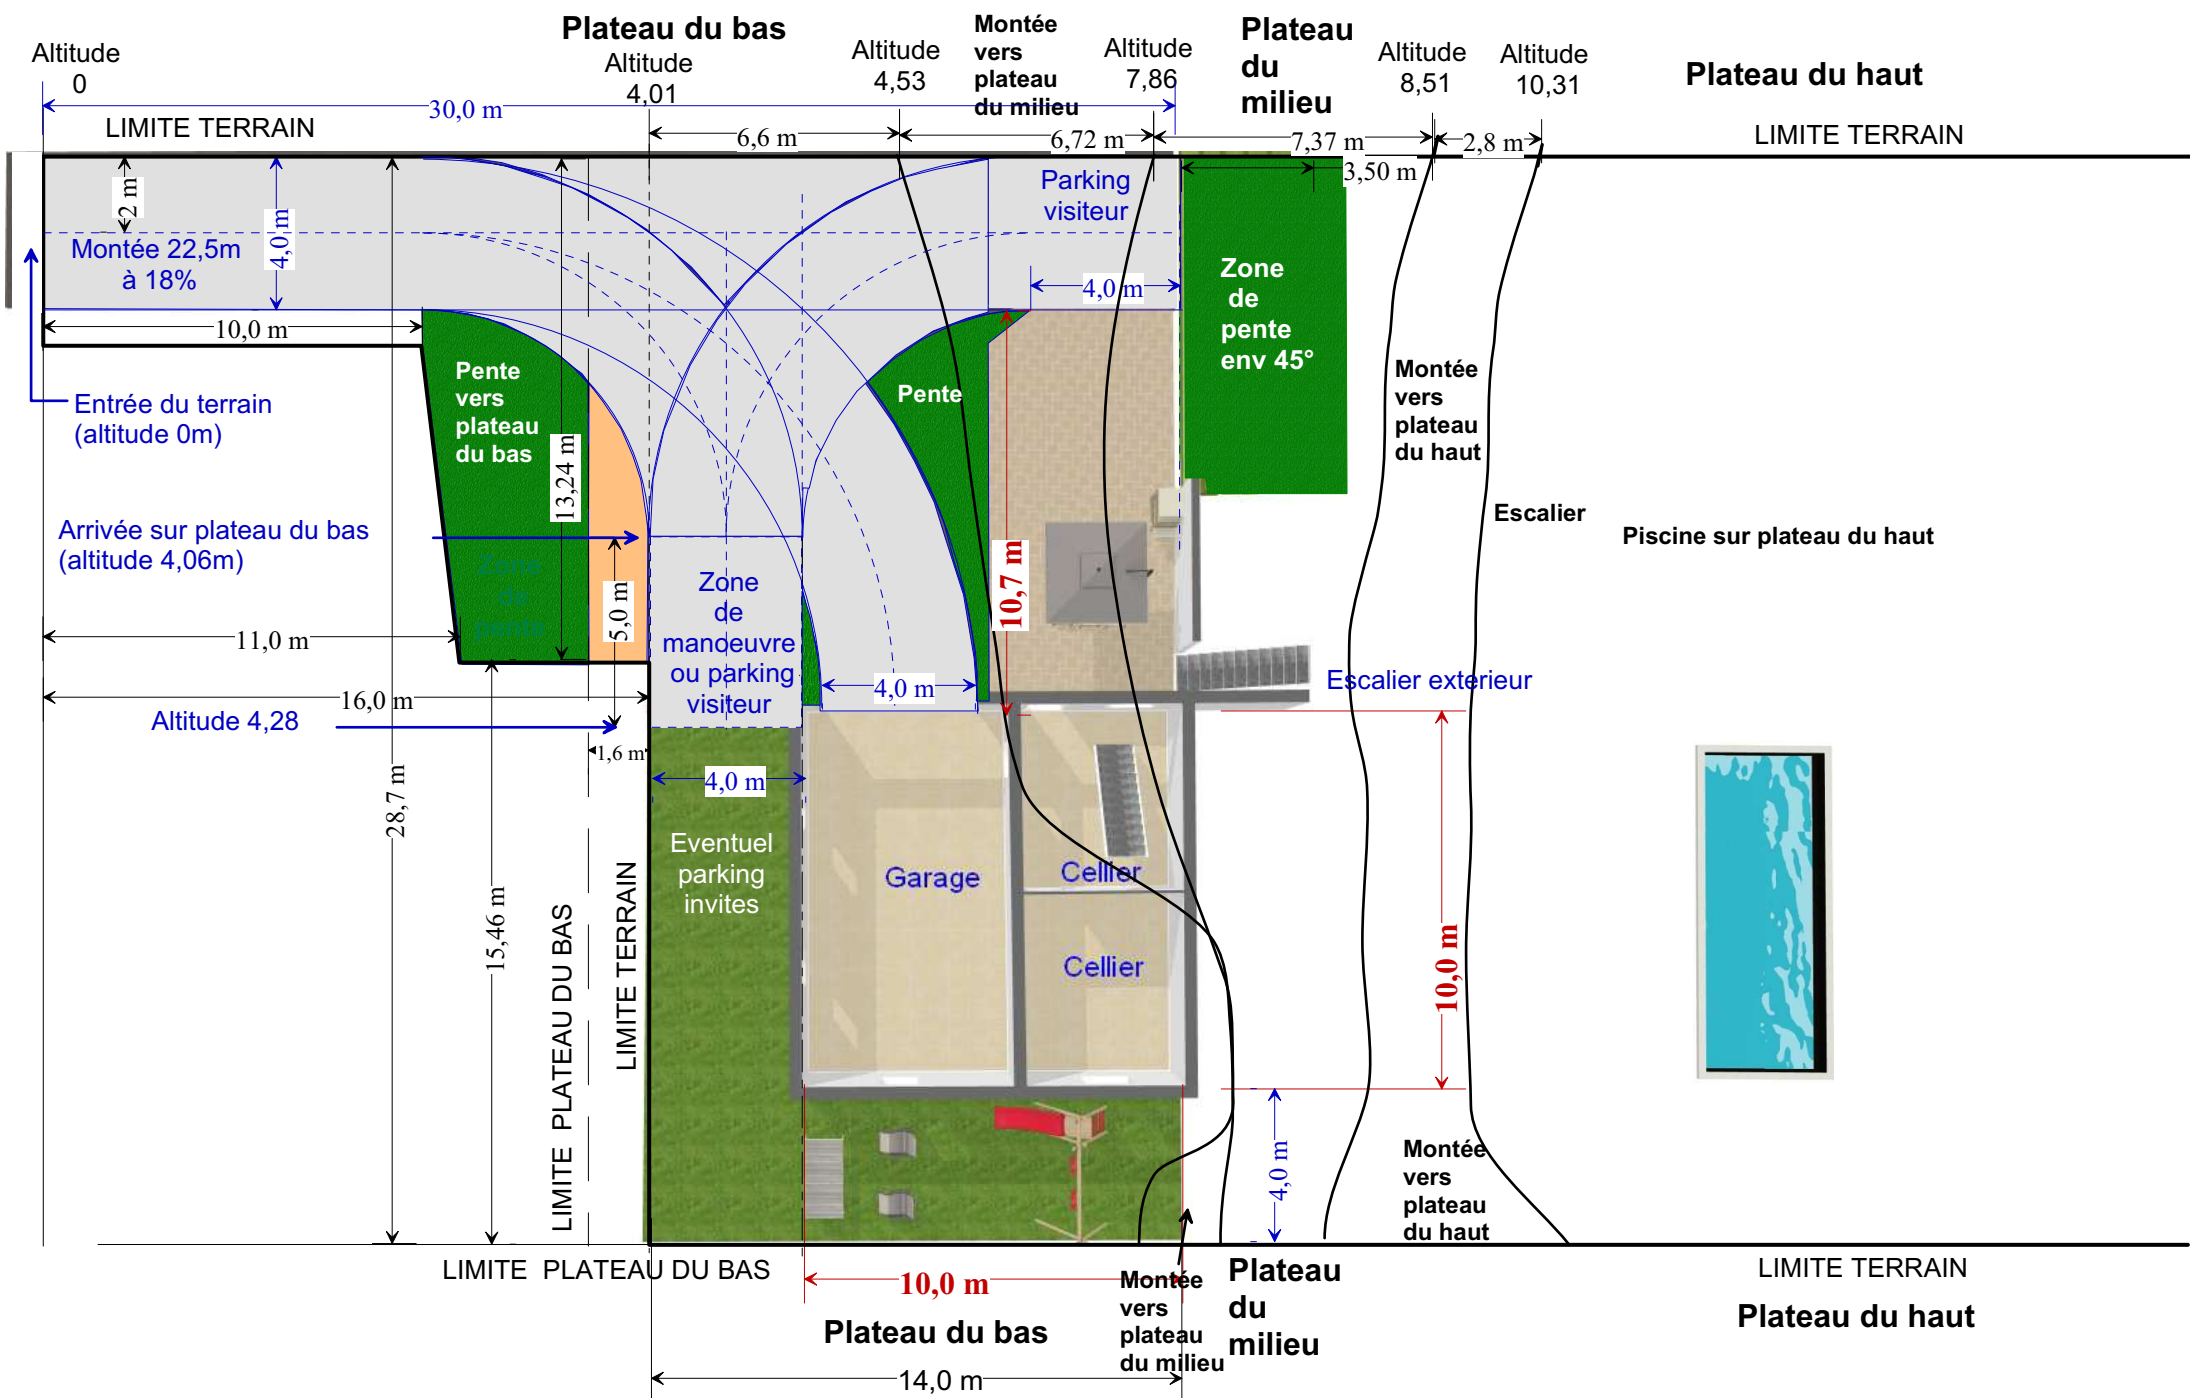 Plateau du bas
Montée
vers
plateau
du milieu
Plateau
du
milieu
Plateau du haut
Altitude
0
Altitude
4,01
Altitude
4,53
Altitude
7,86
Altitude
8,51
Altitude
10,31
30,0 m
LIMITE TERRAIN
6,6 m
6,72 m
7,37 m
2,8 m
LIMITE TERRAIN
3,50 m
2 m
4,0 m
Montée 22,5m
à 18%
Parking
visiteur
4,0 m
Zone
de
pente
env 45°
10,0 m
Entrée du terrain
(altitude 0m)
Pente
vers
plateau
du bas
13,24 m
Pente
Montée
vers
plateau
du haut
Arrivée sur plateau du bas
(altitude 4,06m)
Zone
de
pente
5,0 m
Zone
de
manoeuvre
ou parking
visiteur
10,7 m
Escalier
Piscine sur plateau du haut
11,0 m
16,0 m
4,0 m
Escalier exterieur
Altitude 4,28
1,6 m
4,0 m
28,7 m
15,46 m
LIMITE PLATEAU DU BAS
LIMITE TERRAIN
Eventuel
parking
invites
Garage
Cellier
Cellier
10,0 m
4,0 m
Montée
vers
plateau
du haut
LIMITE PLATEAU DU BAS
10,0 m
Montée
vers
plateau
du milieu
Plateau
du
milieu
LIMITE TERRAIN
Plateau du haut
Plateau du bas
14,0 m